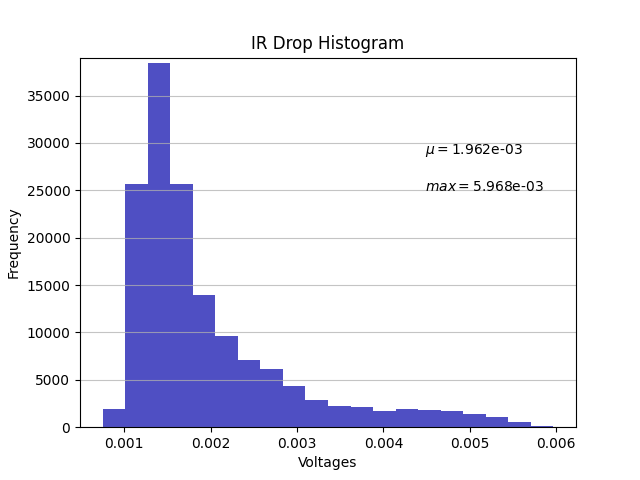 IR Drop Histogram
35000
30000
25000
20000
15000
10000
5000
0
Frequency
μ = 1.962e-03
max = 5.968e-03
0.001 0.002 0.003 0.004 0.005 0.006
Voltages